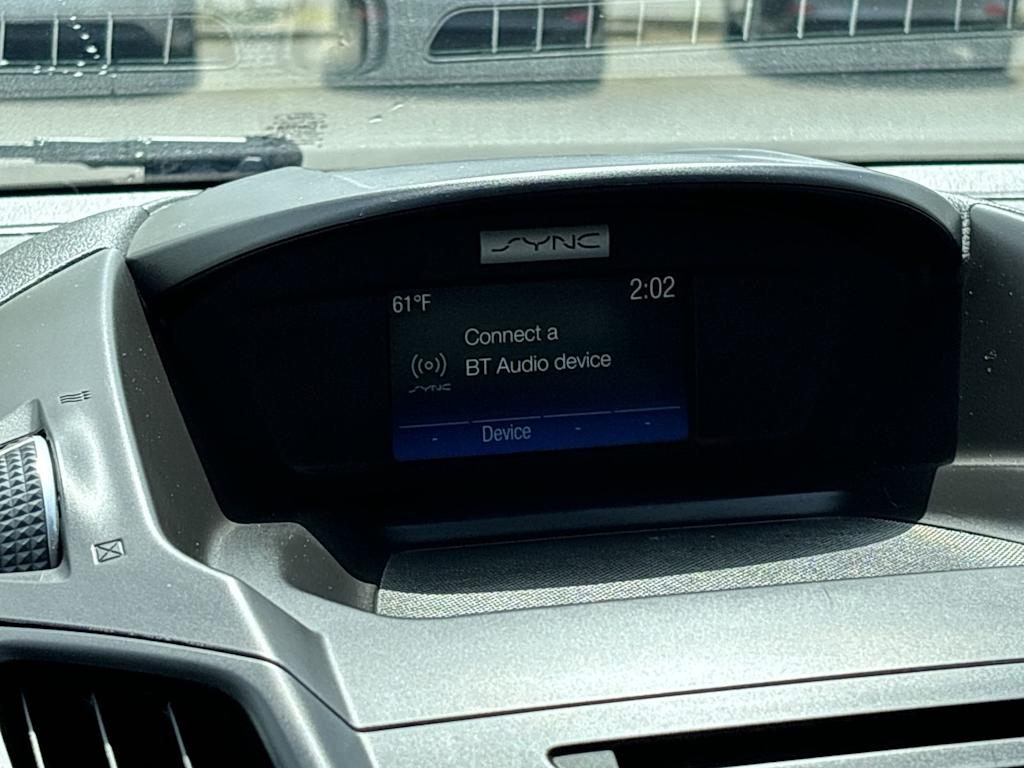 SYNC
61°F 2:02
Connect a
BT Audio device
SYNC
- Device - -